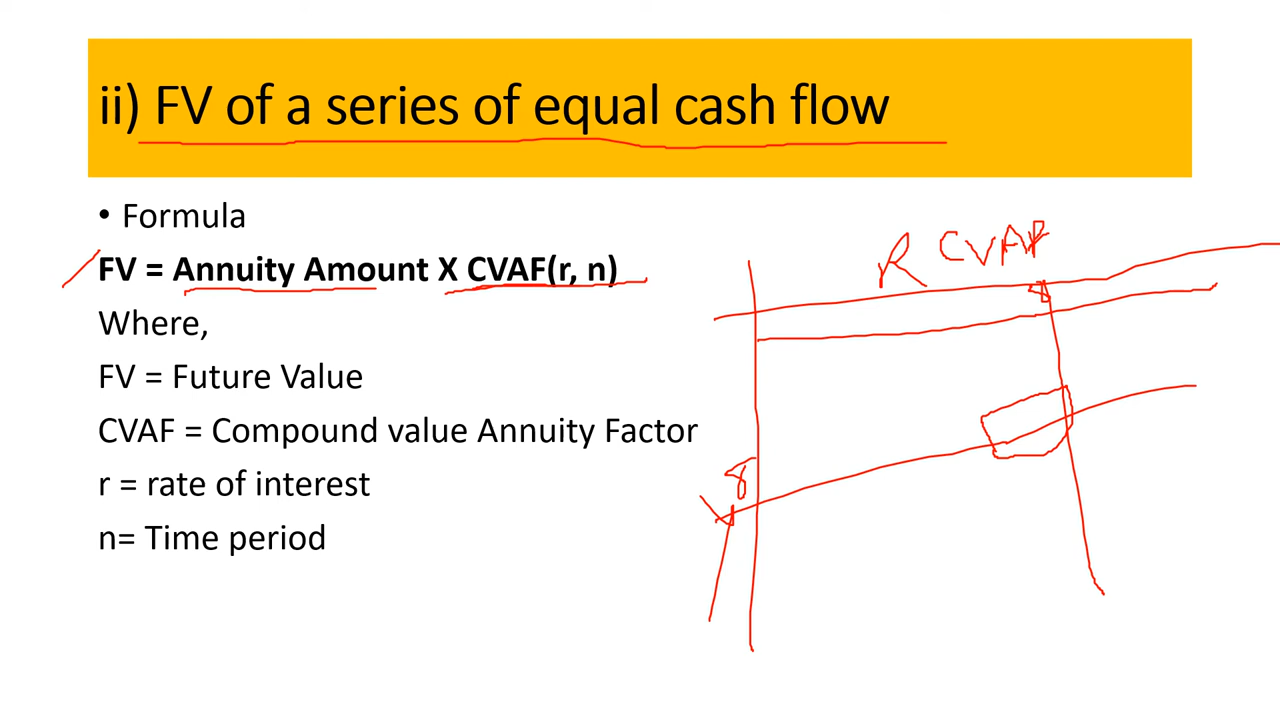 ii) FV of a series of equal cash flow
• Formula
FV = Annuity Amount X CVAF(r, n)
Where,
FV = Future Value
CVAF = Compound value Annuity Factor
r = rate of interest
n= Time period
R CVAF
8